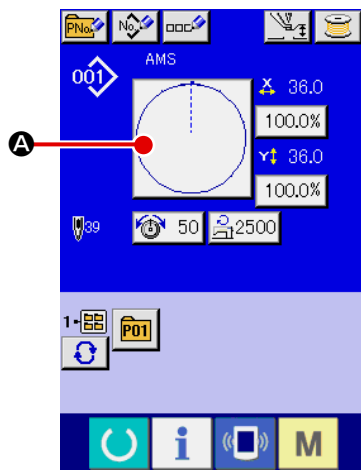 PNo. No.
AMS
001
X 36.0
100.0%
A
Y 36.0
100.0%
39 50 2500
1- P01
i M